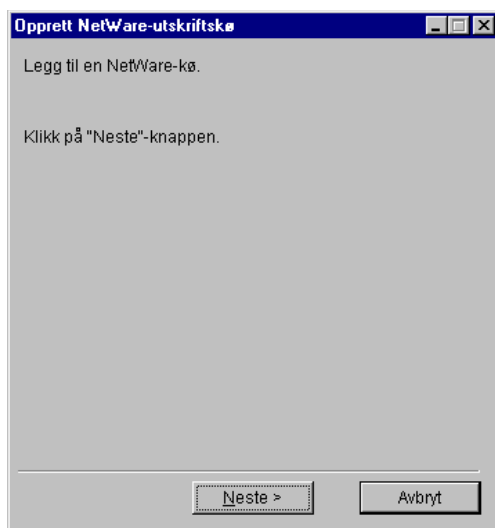 Opprett NetWare-utskriftskø
Legg til en NetWare-kø.
Klikk på "Neste"-knappen.
Neste > Avbryt